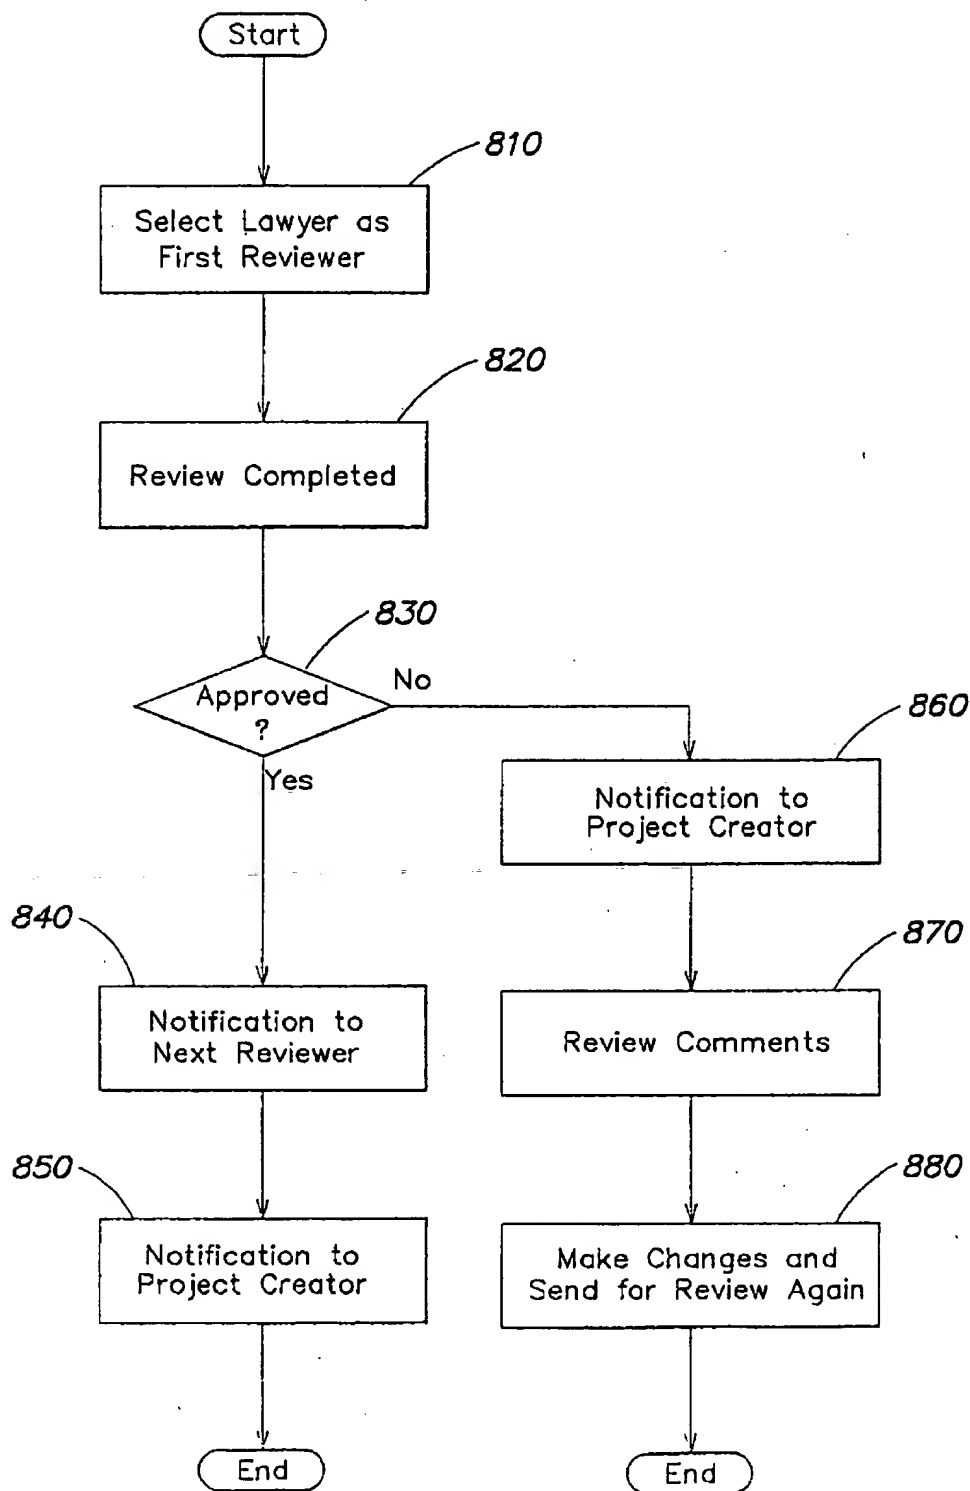 Start
810
Select Lawyer as
First Reviewer
820
Review Completed
830
Approved
?
No
Yes
860
Notification to
Project Creator
840
Notification to
Next Reviewer
870
Review Comments
850
Notification to
Project Creator
880
Make Changes and
Send for Review Again
End
End